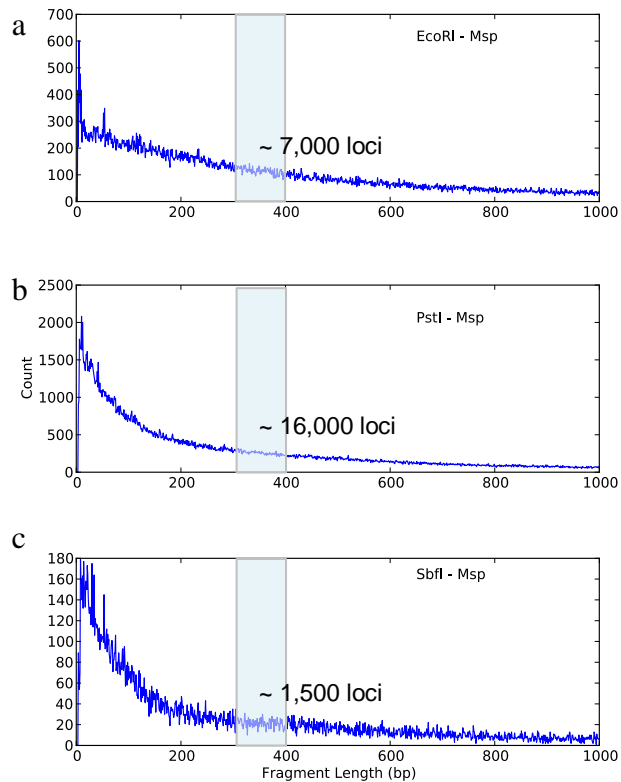 a
EcoRI - Msp
700
600
500
400
300
200
100
0
~ 7,000 loci
0 200 400 600 800 1000
b
PstI - Msp
2500
2000
1500
1000
500
0
Count
~ 16,000 loci
0 200 400 600 800 1000
c
SbfI - Msp
180
160
140
120
100
80
60
40
20
0
~ 1,500 loci
0 200 400 600 800 1000
Fragment Length (bp)